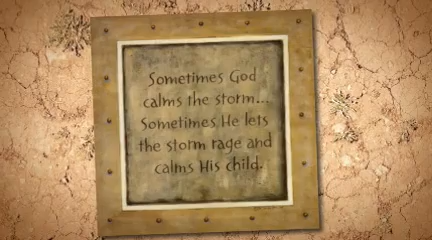 Sometimes God
calms the storm...
Sometimes He lets
the storm rage and
calms His child.